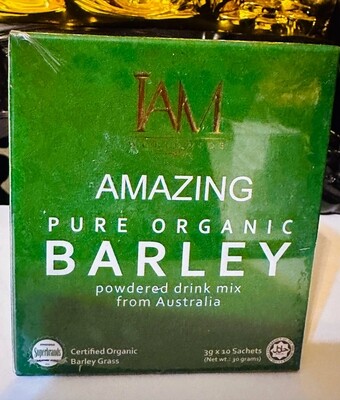 IAM
AMAZING
PURE ORGANIC
BARLEY
powdered drink mix
from Australia
Superbrands
Certified Organic
Barley Grass
3g x 10 Sachets
(Net wt.: 30 grams)